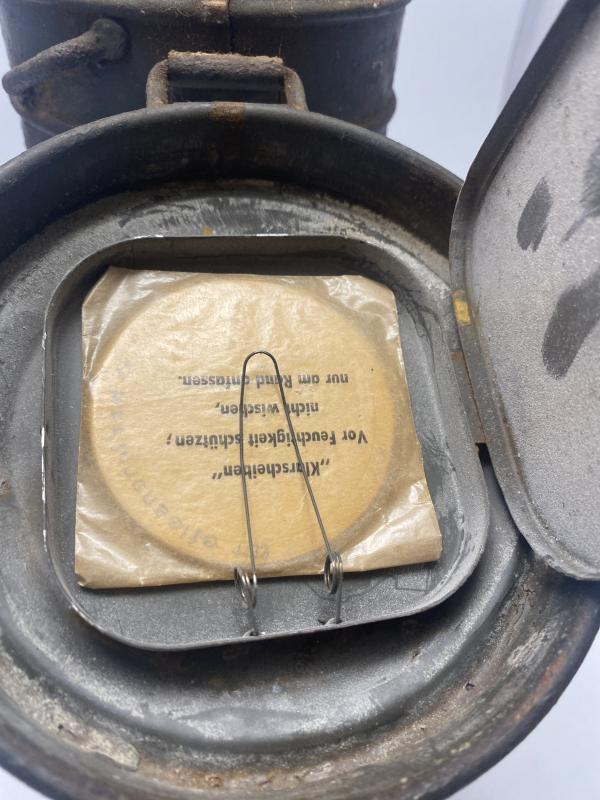 „Klarscheiben“
Vor Feuchtigkeit schützen;
nicht wischen,
nur am Rand anfassen.